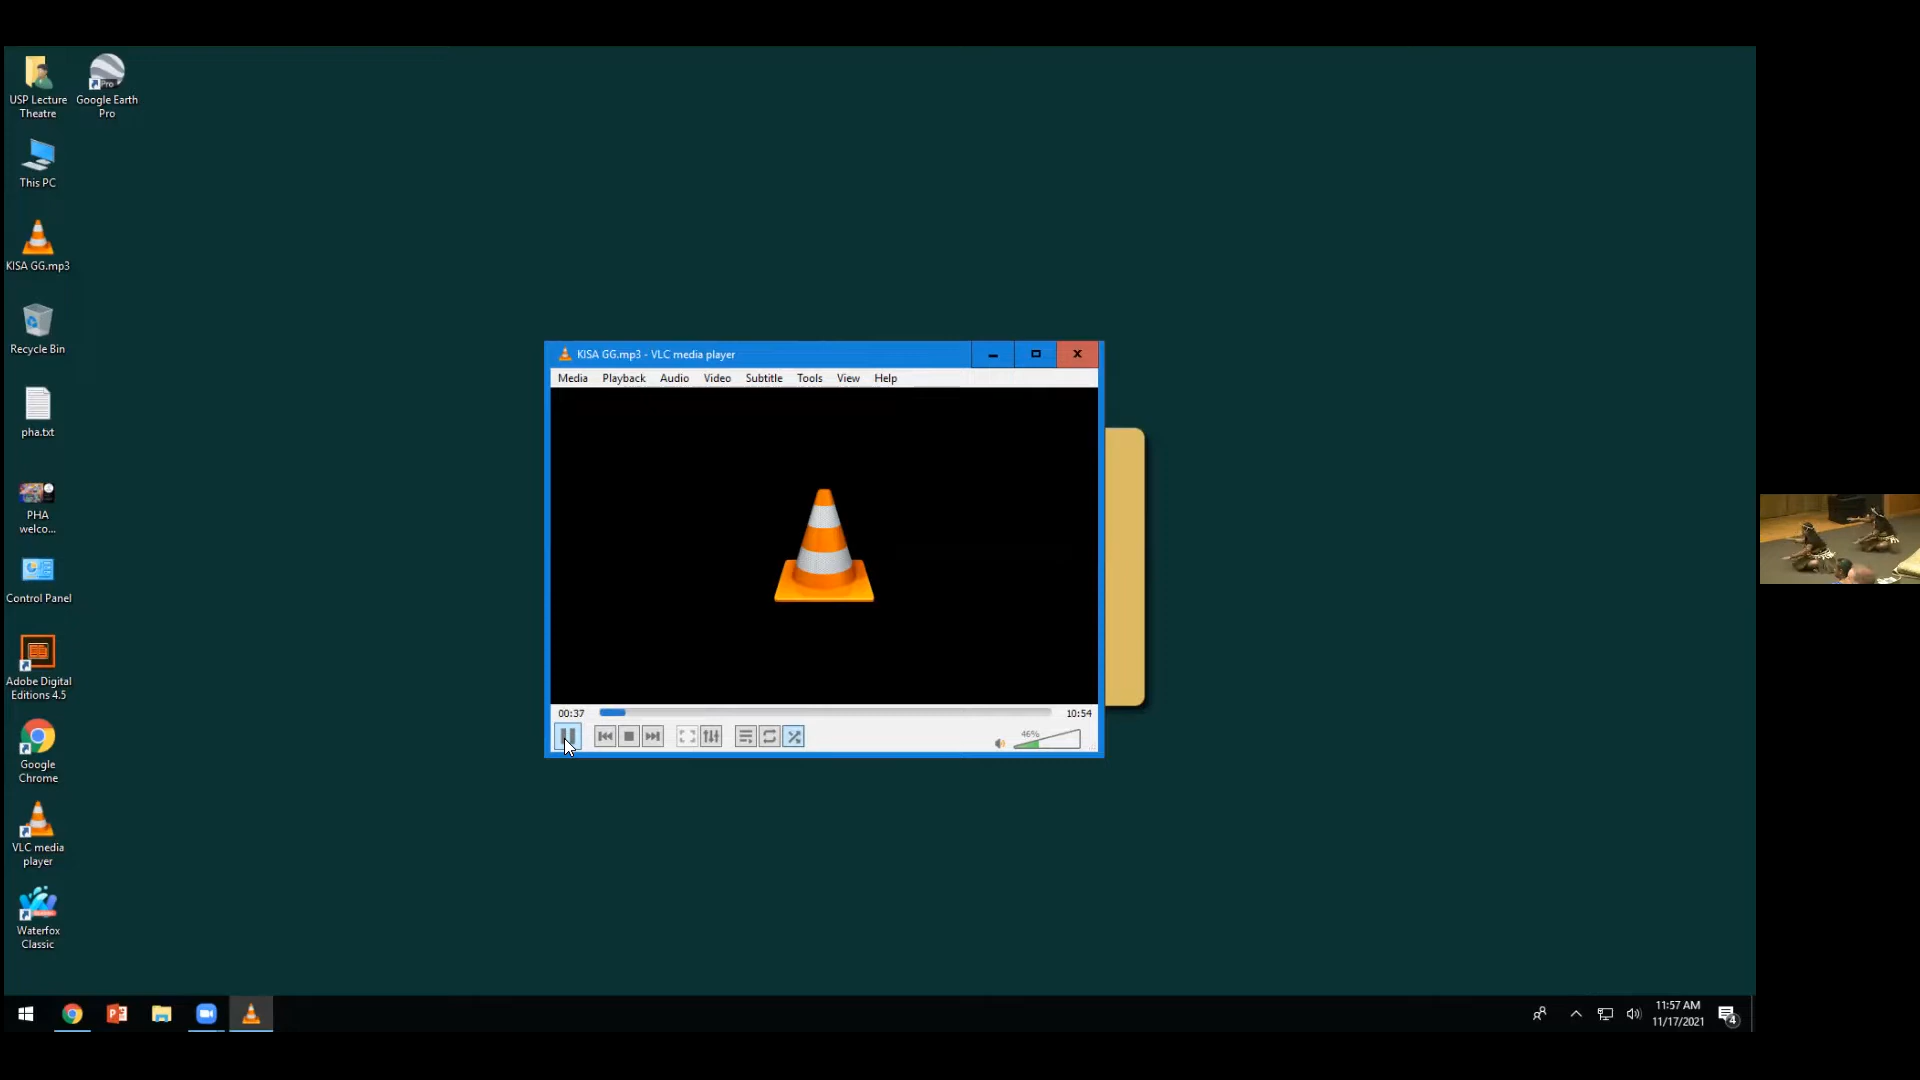 USP Lecture
Theatre
Google Earth
Pro
This PC
KISA GG.mp3
Recycle Bin
pha.txt
PHA
welco...
Control Panel
Adobe Digital
Editions 4.5
Google
Chrome
VLC media
player
Waterfox
Classic
KISA GG.mp3 - VLC media player
Media Playback Audio Video Subtitle Tools View Help
00:37
10:54
46%
11:57 AM
11/17/2021
4